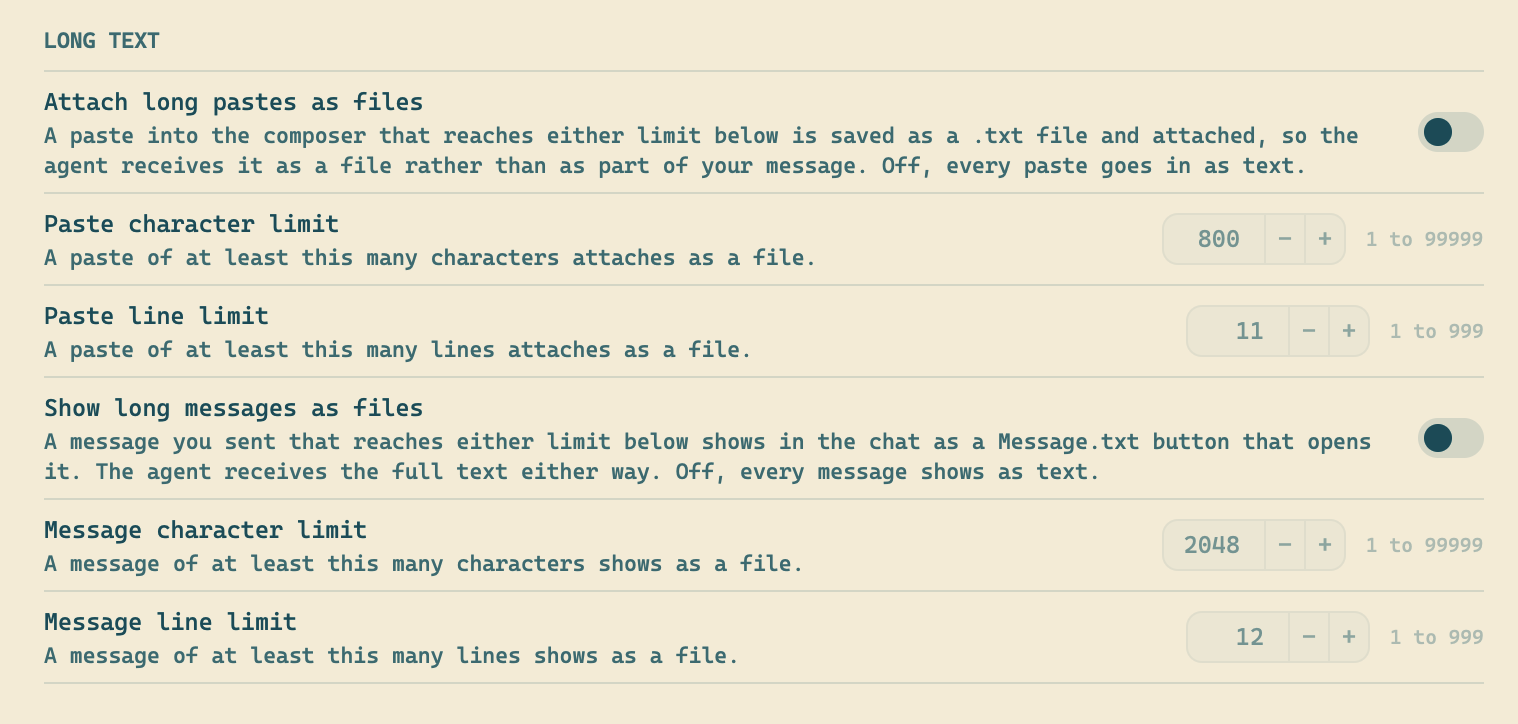 LONG TEXT
Attach long pastes as files
A paste into the composer that reaches either limit below is saved as a .txt file and attached, so the
agent receives it as a file rather than as part of your message. Off, every paste goes in as text.
Paste character limit
800 − + 1 to 99999
A paste of at least this many characters attaches as a file.
Paste line limit
11 − + 1 to 999
A paste of at least this many lines attaches as a file.
Show long messages as files
A message you sent that reaches either limit below shows in the chat as a Message.txt button that opens
it. The agent receives the full text either way. Off, every message shows as text.
Message character limit
2048 − + 1 to 99999
A message of at least this many characters shows as a file.
Message line limit
12 − + 1 to 999
A message of at least this many lines shows as a file.